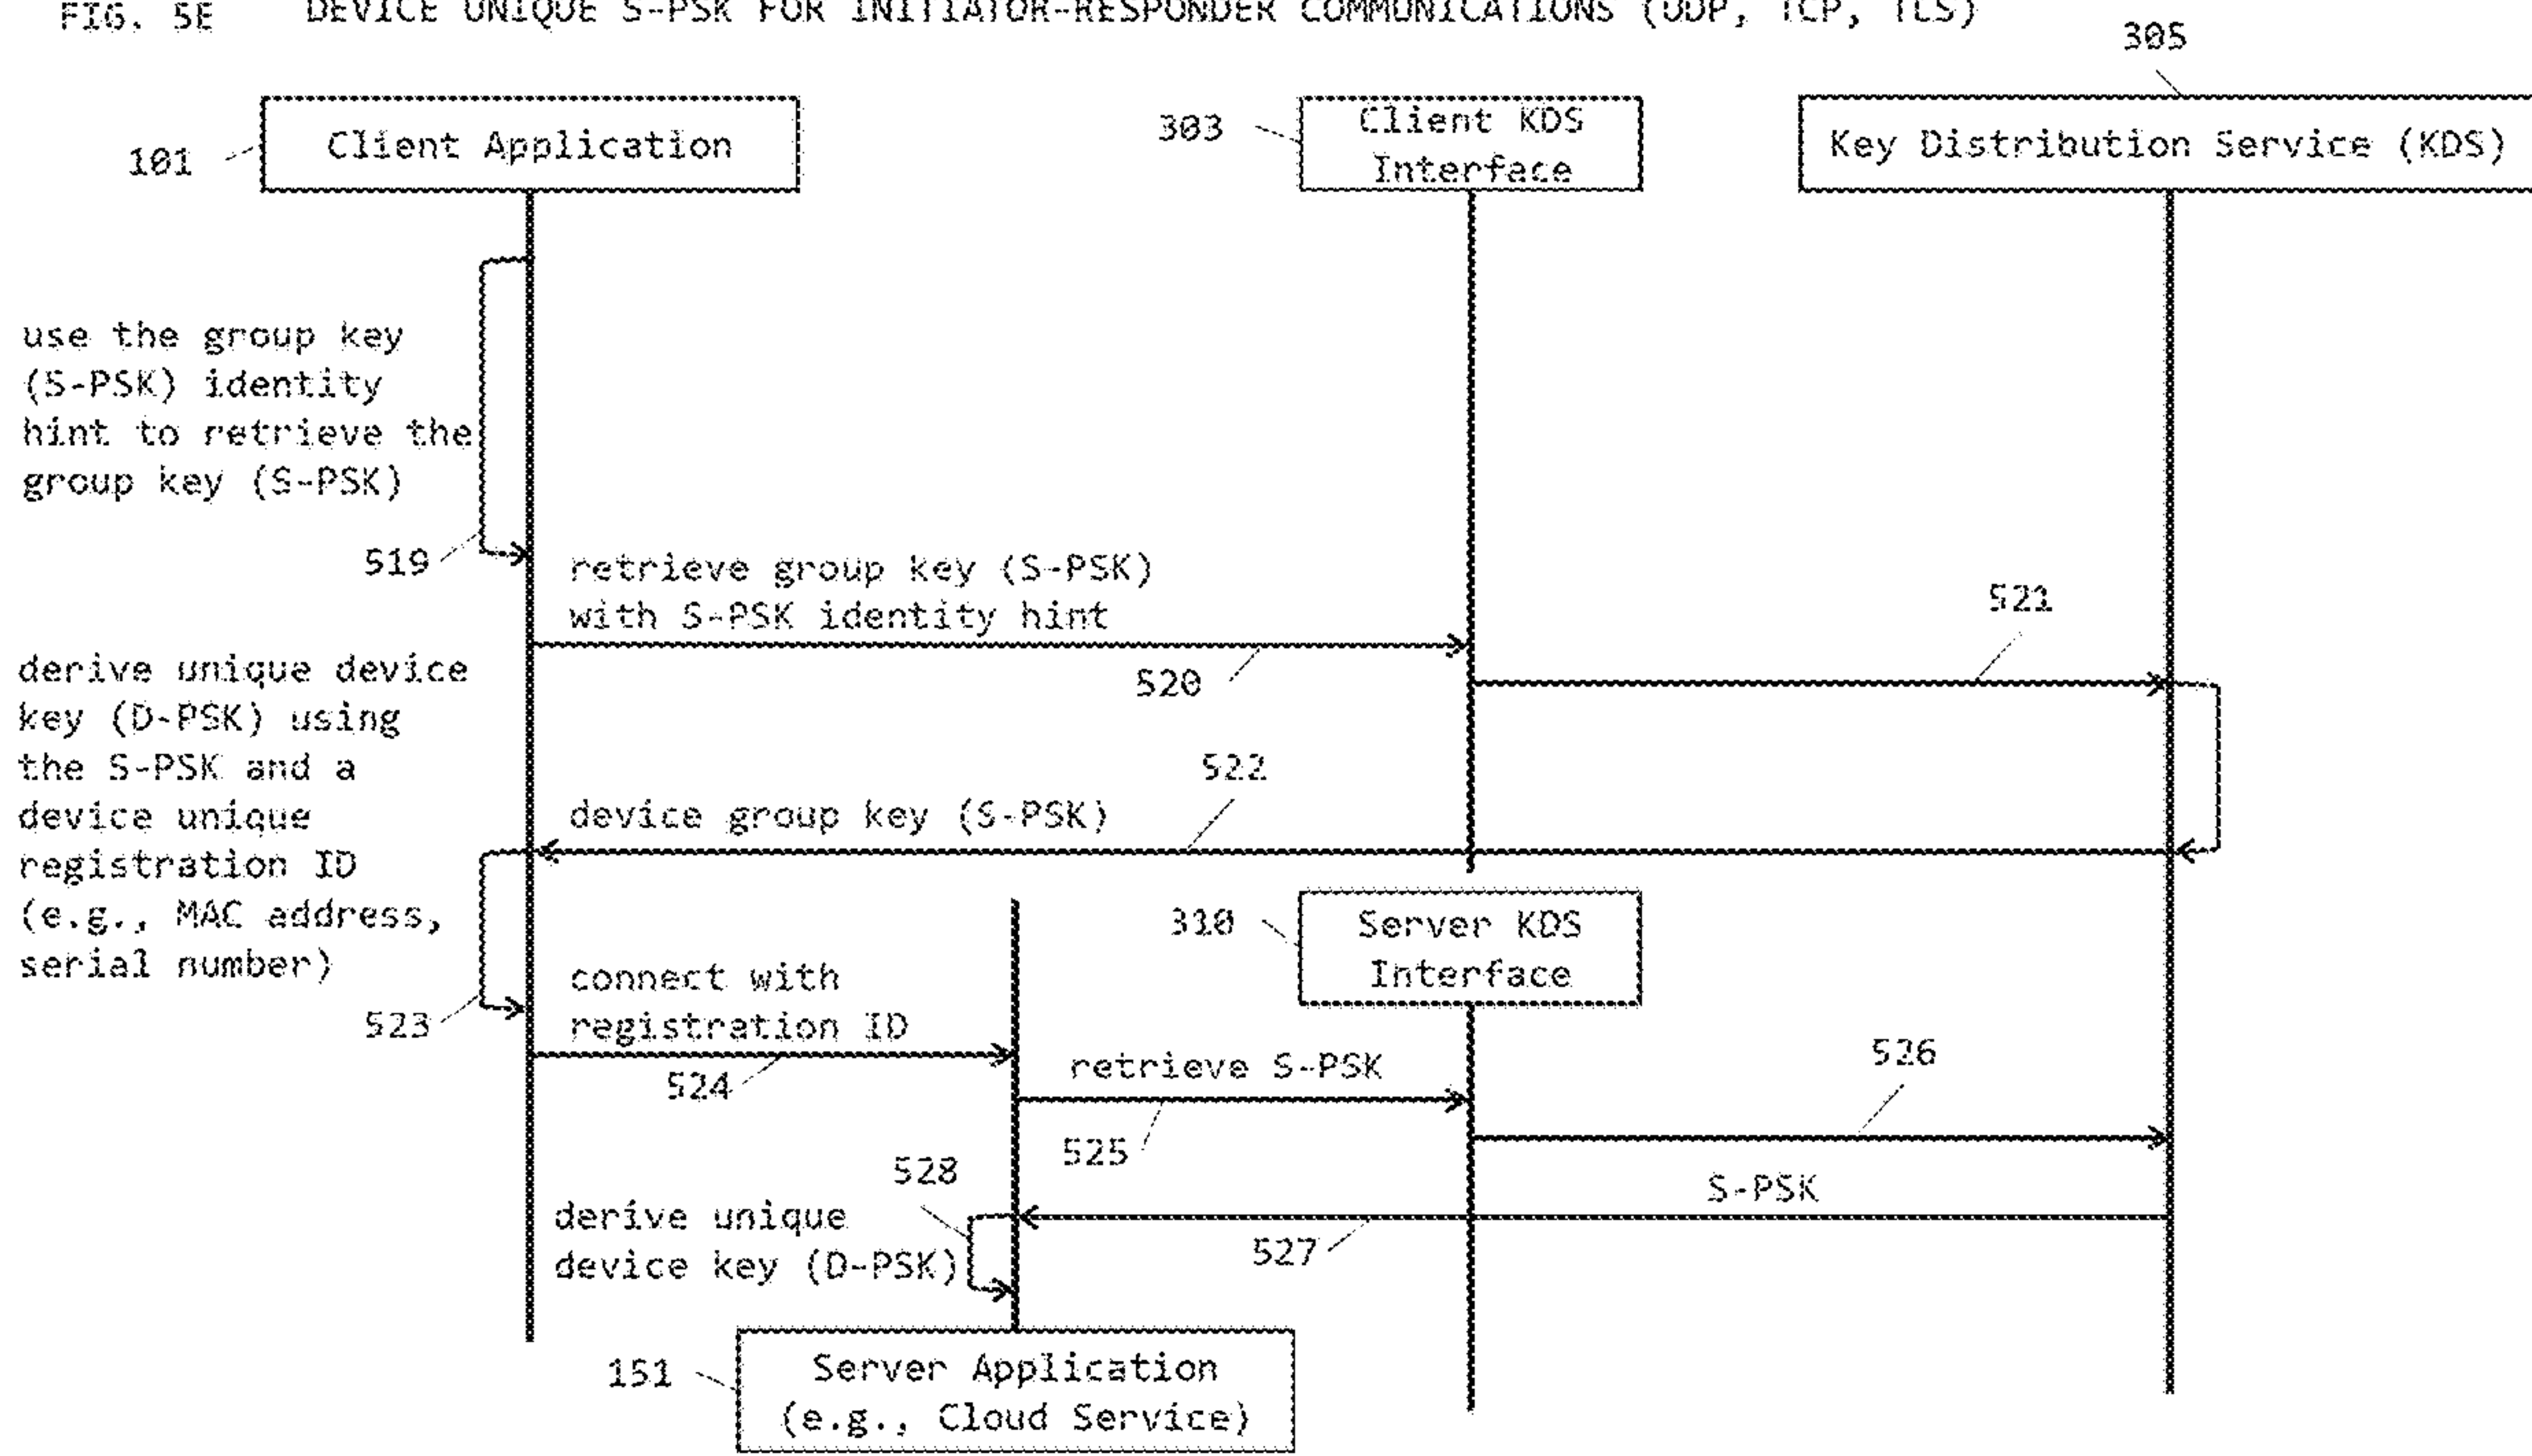 FIG. 5E DEVICE UNIQUE S-PSK FOR INITIATOR-RESPONDER COMMUNICATIONS (UDP, TCP, TLS)
305
101
Client Application
303
Client KDS
Interface
Key Distribution Service (KDS)
use the group key
(S-PSK) identity
hint to retrieve the
group key (S-PSK)
519
retrieve group key (S-PSK)
with S-PSK identity hint
520
521
derive unique device
key (D-PSK) using
the S-PSK and a
device unique
registration ID
(e.g., MAC address,
serial number)
522
device group key (S-PSK)
523
310
Server KDS
Interface
connect with
registration ID
524
retrieve S-PSK
525
526
528
S-PSK
derive unique
device key (D-PSK)
527
151
Server Application
(e.g., Cloud Service)